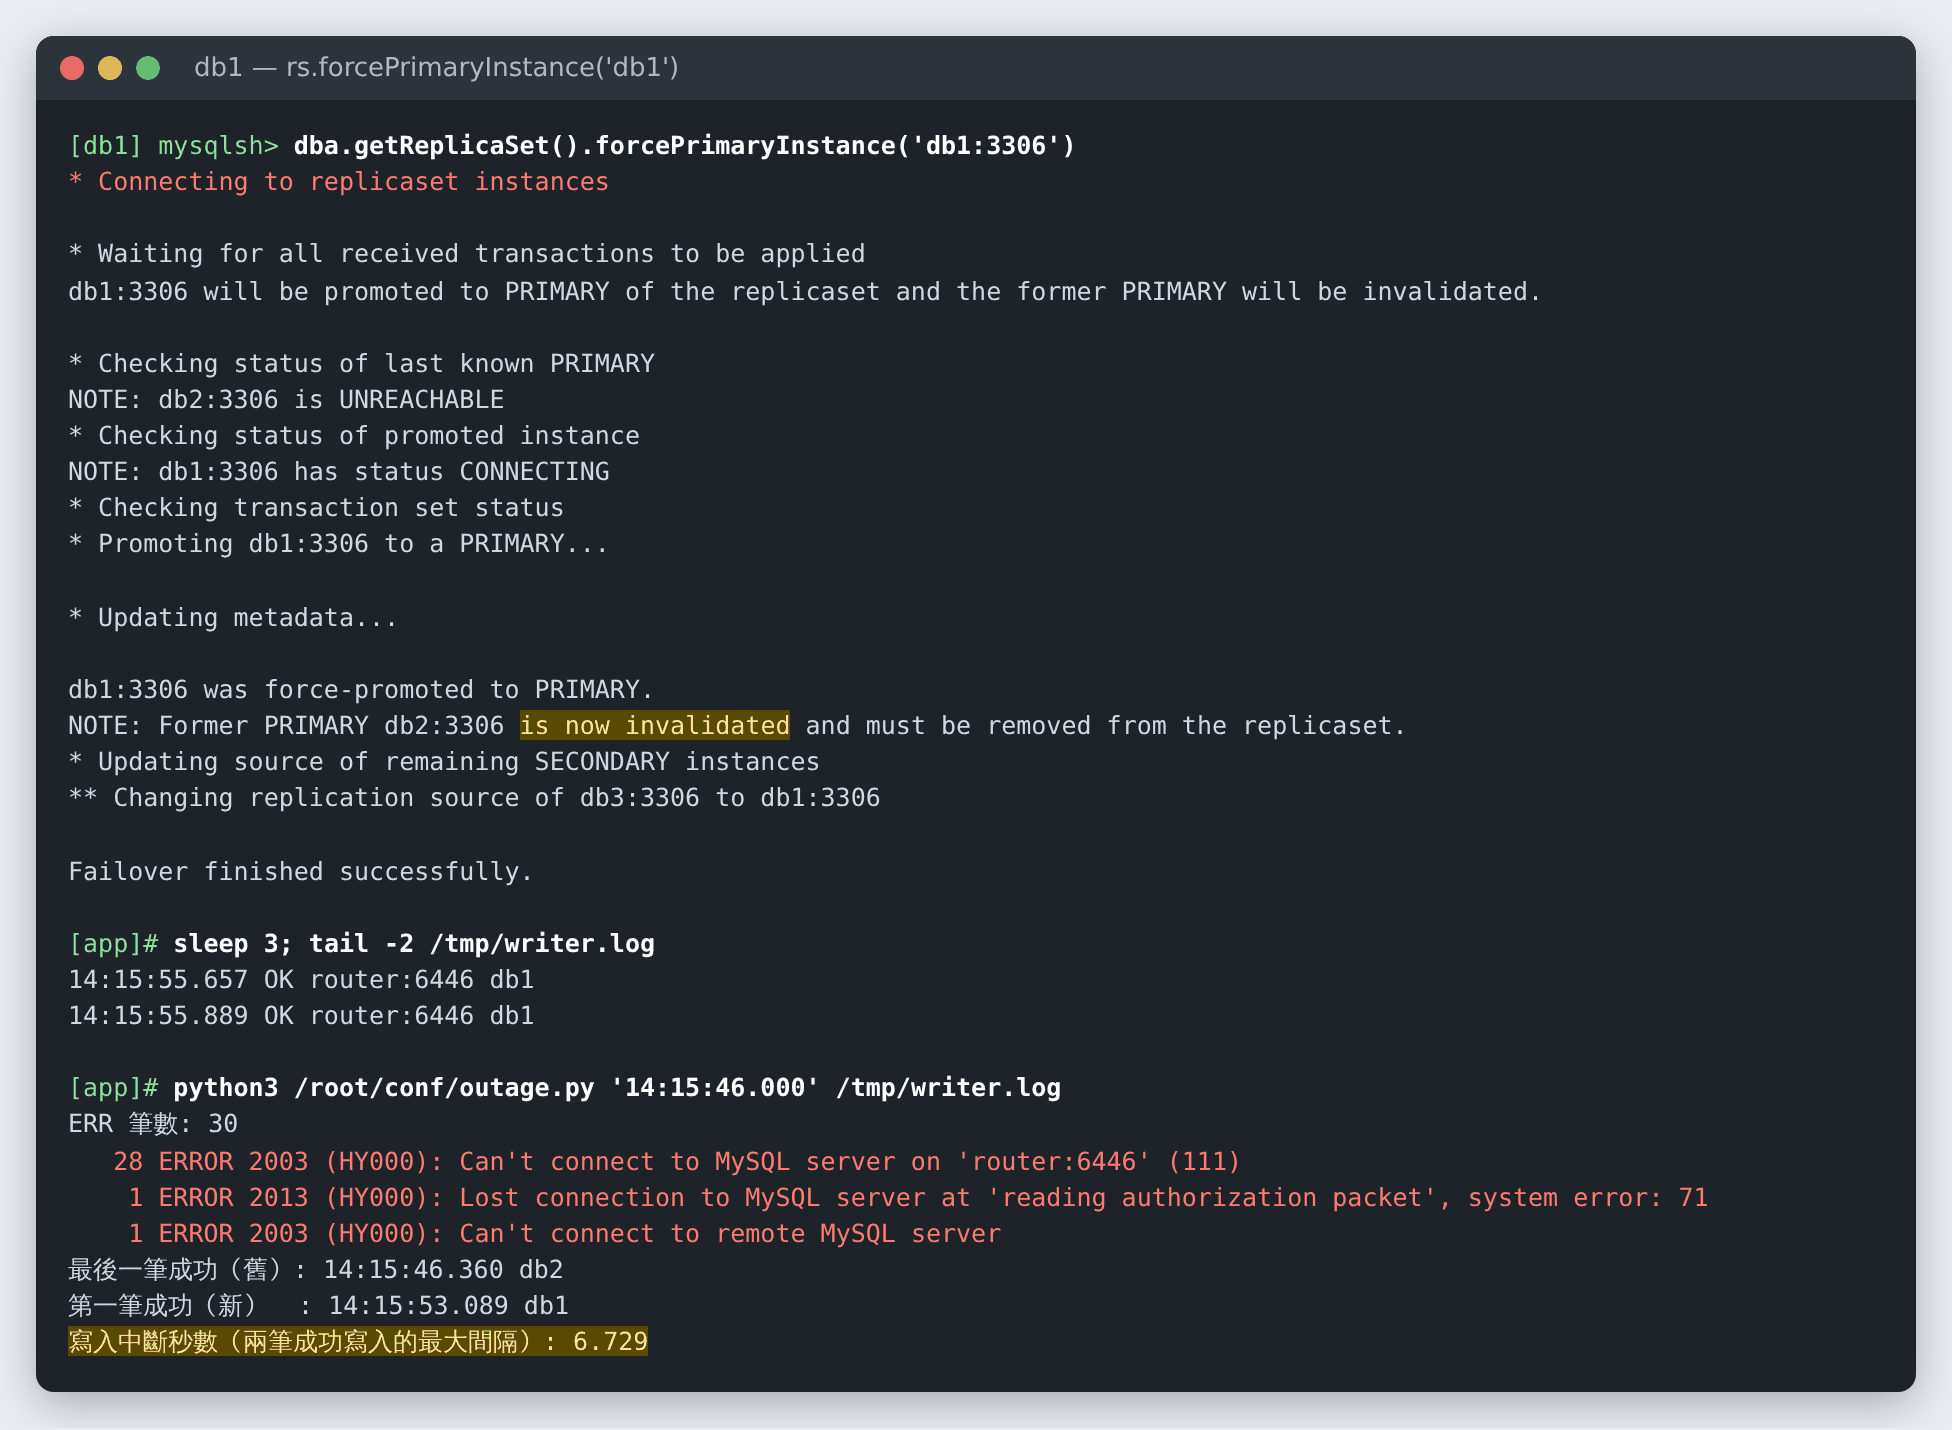 db1 — rs.forcePrimaryInstance('db1')
[db1] mysqlsh> dba.getReplicaSet().forcePrimaryInstance('db1:3306')
* Connecting to replicaset instances
* Waiting for all received transactions to be applied
db1:3306 will be promoted to PRIMARY of the replicaset and the former PRIMARY will be invalidated.
* Checking status of last known PRIMARY
NOTE: db2:3306 is UNREACHABLE
* Checking status of promoted instance
NOTE: db1:3306 has status CONNECTING
* Checking transaction set status
* Promoting db1:3306 to a PRIMARY...
* Updating metadata...
db1:3306 was force-promoted to PRIMARY.
NOTE: Former PRIMARY db2:3306 is now invalidated and must be removed from the replicaset.
* Updating source of remaining SECONDARY instances
** Changing replication source of db3:3306 to db1:3306
Failover finished successfully.
[app]# sleep 3; tail -2 /tmp/writer.log
14:15:55.657 OK router:6446 db1
14:15:55.889 OK router:6446 db1
[app]# python3 /root/conf/outage.py '14:15:46.000' /tmp/writer.log
ERR 筆數: 30
28 ERROR 2003 (HY000): Can't connect to MySQL server on 'router:6446' (111)
1 ERROR 2013 (HY000): Lost connection to MySQL server at 'reading authorization packet', system error: 71
1 ERROR 2003 (HY000): Can't connect to remote MySQL server
最後一筆成功（舊）: 14:15:46.360 db2
第一筆成功（新） : 14:15:53.089 db1
寫入中斷秒數（兩筆成功寫入的最大間隔）: 6.729